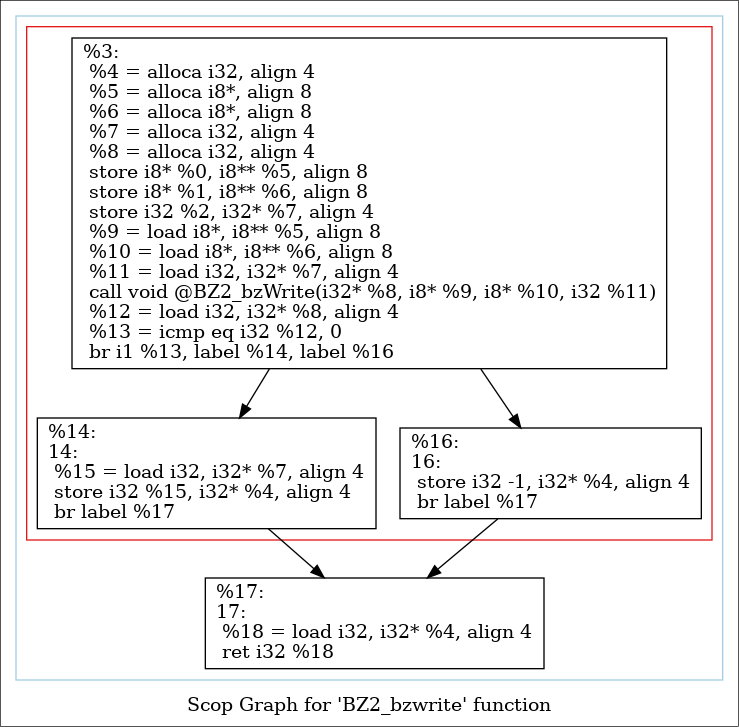 %3:
%4 = alloca i32, align 4
%5 = alloca i8*, align 8
%6 = alloca i8*, align 8
%7 = alloca i32, align 4
%8 = alloca i32, align 4
store i8* %0, i8** %5, align 8
store i8* %1, i8** %6, align 8
store i32 %2, i32* %7, align 4
%9 = load i8*, i8** %5, align 8
%10 = load i8*, i8** %6, align 8
%11 = load i32, i32* %7, align 4
call void @BZ2_bzWrite(i32* %8, i8* %9, i8* %10, i32 %11)
%12 = load i32, i32* %8, align 4
%13 = icmp eq i32 %12, 0
br i1 %13, label %14, label %16
%14:
14:
%15 = load i32, i32* %7, align 4
store i32 %15, i32* %4, align 4
br label %17
%16:
16:
store i32 -1, i32* %4, align 4
br label %17
%17:
17:
%18 = load i32, i32* %4, align 4
ret i32 %18
Scop Graph for 'BZ2_bzwrite' function